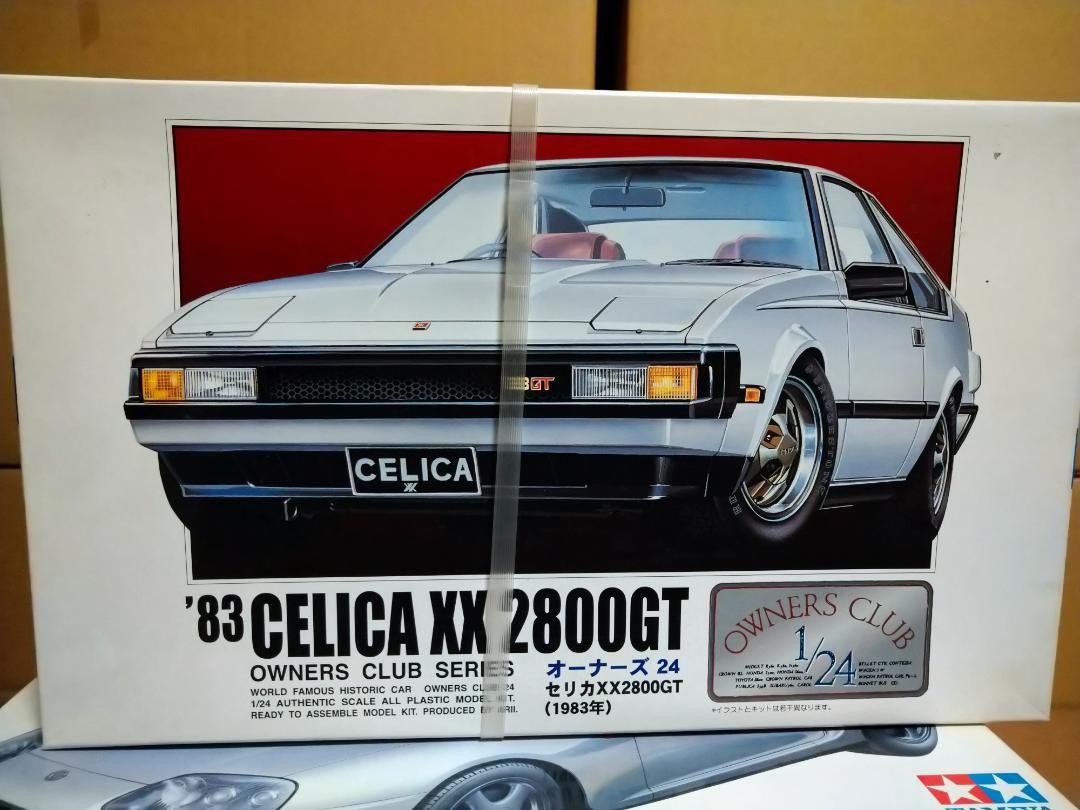 GT
CELICA
XX
'83 CELICA XX 2800GT
OWNERS CLUB SERIES
オーナーズ 24
WORLD FAMOUS HISTORIC CAR OWNERS CLUB 24
1/24 AUTHENTIC SCALE ALL PLASTIC MODEL KIT.
READY TO ASSEMBLE MODEL KIT. PRODUCED BY ARII.
セリカXX2800GT
(1983年)
OWNERS CLUB
1/24
*イラストとキットは若干異なります。